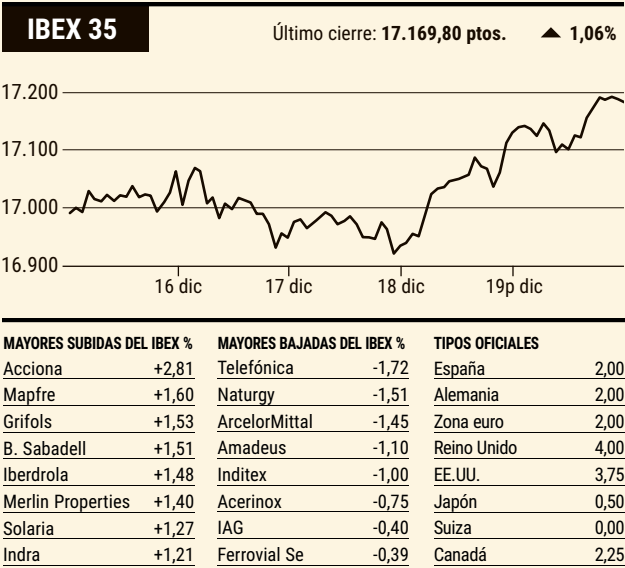 IBEX 35
Último cierre: 17.169,80 ptos. ▲ 1,06%
17.200
17.100
17.000
16.900
16 dic 17 dic 18 dic 19p dic
MAYORES SUBIDAS DEL IBEX %
Acciona +2,81
Mapfre +1,60
Grifols +1,53
B. Sabadell +1,51
Iberdrola +1,48
Merlin Properties +1,40
Solaria +1,27
Indra +1,21
MAYORES BAJADAS DEL IBEX %
Telefónica -1,72
Naturgy -1,51
ArcelorMittal -1,45
Amadeus -1,10
Inditex -1,00
Acerinox -0,75
IAG -0,40
Ferrovial Se -0,39
TIPOS OFICIALES
España 2,00
Alemania 2,00
Zona euro 2,00
Reino Unido 4,00
EE.UU. 3,75
Japón 0,50
Suiza 0,00
Canadá 2,25